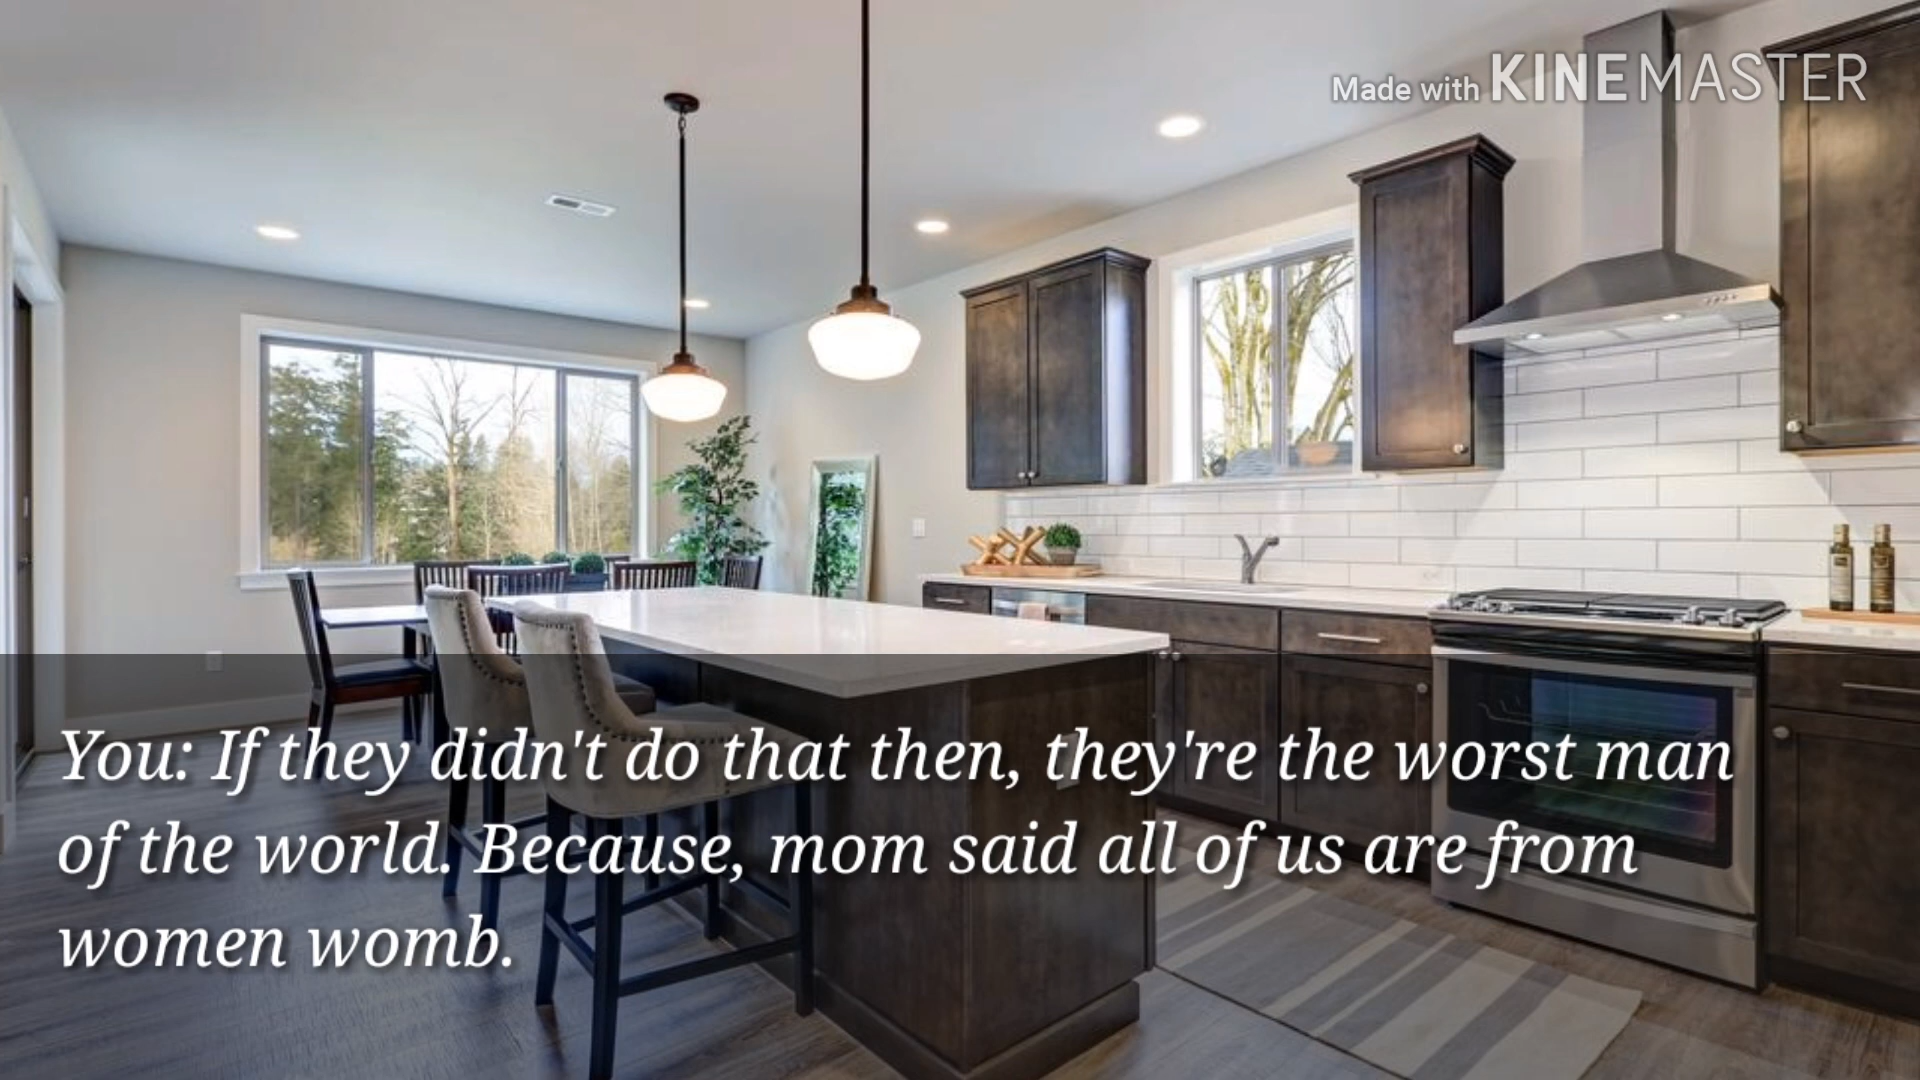 Made with KINEMASTER
You: If they didn't do that then, they're the worst man
of the world. Because, mom said all of us are from
women womb.